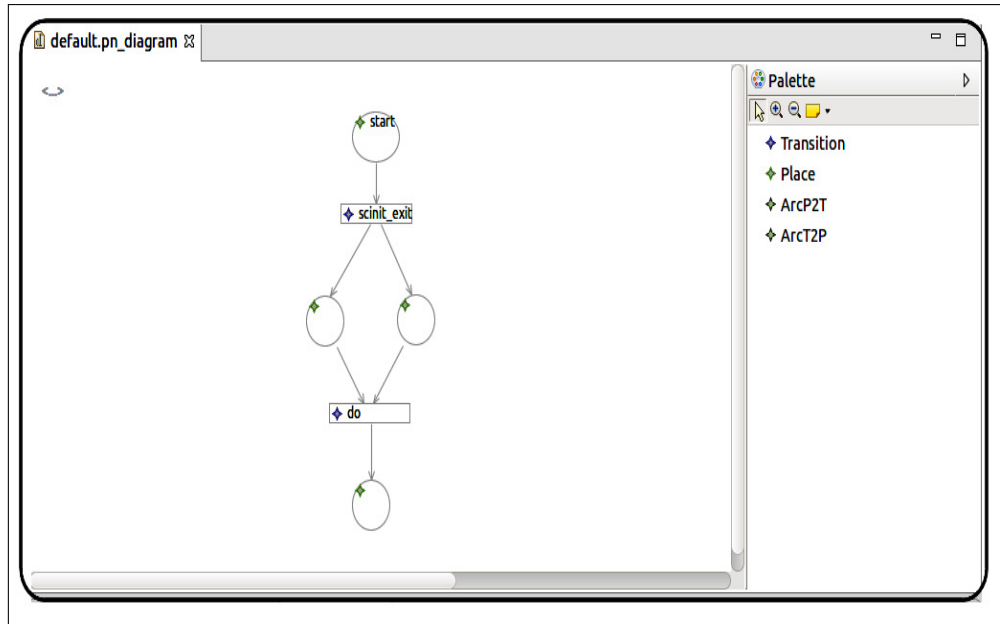 default.pn_diagram
Palette
start
Transition
Place
scinit_exit
ArcP2T
ArcT2P
do